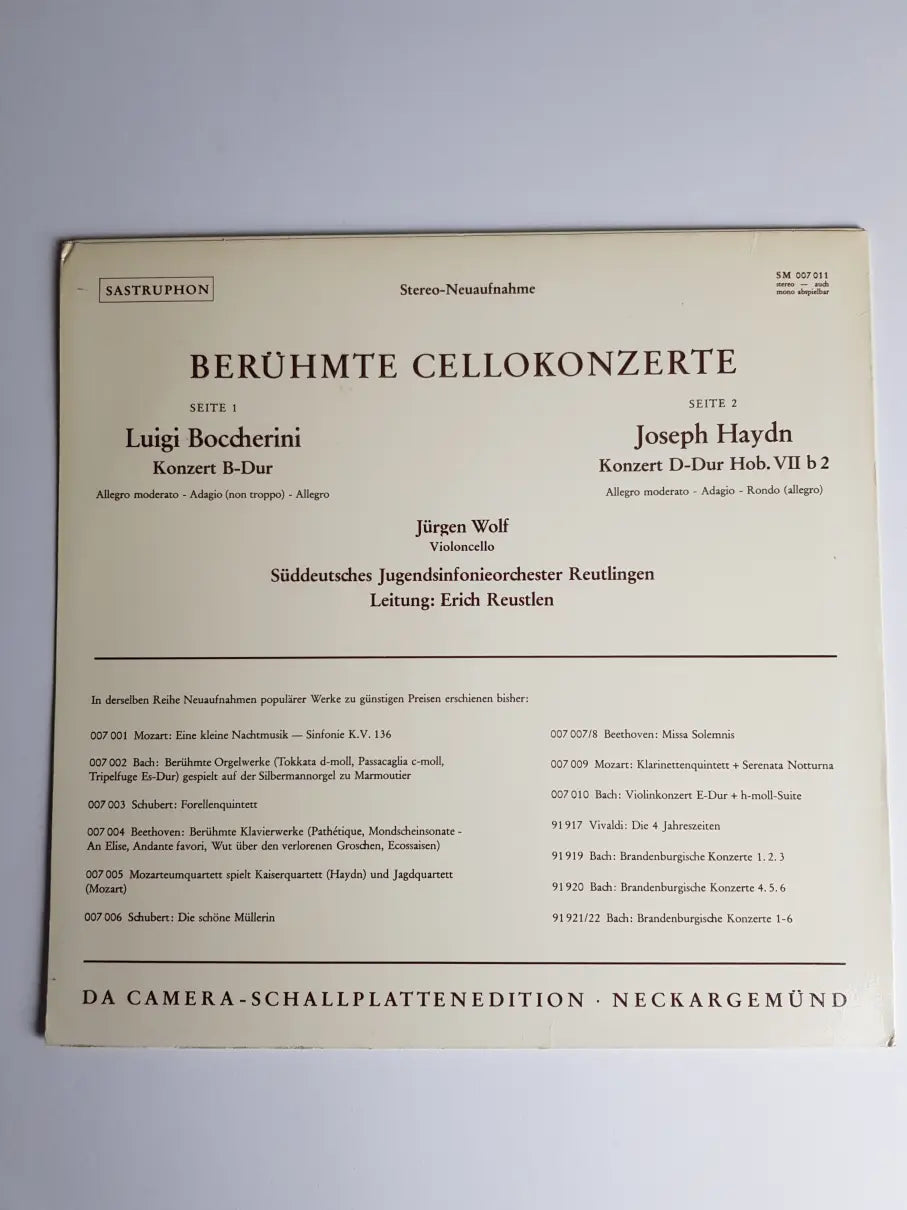 SASTRUPHON
Stereo-Neuaufnahme
SM 007 011
stereo — auch
mono abspielbar
BERÜHMTE CELLOKONZERTE
SEITE 1
Luigi Boccherini
Konzert B-Dur
Allegro moderato - Adagio (non troppo) - Allegro
SEITE 2
Joseph Haydn
Konzert D-Dur Hob. VII b 2
Allegro moderato - Adagio - Rondo (allegro)
Jürgen Wolf
Violoncello
Süddeutsches Jugendsinfonieorchester Reutlingen
Leitung: Erich Reustlen
In derselben Reihe Neuaufnahmen populärer Werke zu günstigen Preisen erschienen bisher:
007 001 Mozart: Eine kleine Nachtmusik — Sinfonie K.V. 136
007 002 Bach: Berühmte Orgelwerke (Tokkata d-moll, Passacaglia c-moll,
Tripelfuge Es-Dur) gespielt auf der Silbermannorgel zu Marmoutier
007 003 Schubert: Forellenquintett
007 004 Beethoven: Berühmte Klavierwerke (Pathétique, Mondscheinsonate -
An Elise, Andante favori, Wut über den verlorenen Groschen, Ecossaisen)
007 005 Mozarteumquartett spielt Kaiserquartett (Haydn) und Jagdquartett
(Mozart)
007 006 Schubert: Die schöne Müllerin
007 007/8 Beethoven: Missa Solemnis
007 009 Mozart: Klarinettenquintett + Serenata Notturna
007 010 Bach: Violinkonzert E-Dur + h-moll-Suite
91 917 Vivaldi: Die 4 Jahreszeiten
91 919 Bach: Brandenburgische Konzerte 1. 2. 3
91 920 Bach: Brandenburgische Konzerte 4. 5. 6
91 921/22 Bach: Brandenburgische Konzerte 1-6
DA CAMERA-SCHALLPLATTENEDITION · NECKARGEMÜND